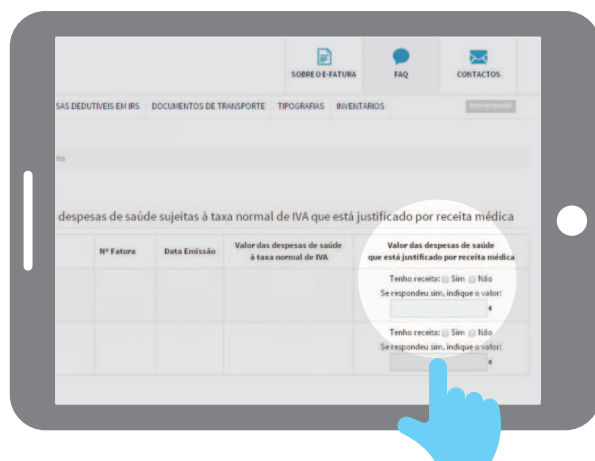 SOBRE O E-FATURA FAQ CONTACTOS
SAS DEDUTIVEIS EM IRS DOCUMENTOS DE TRANSPORTE TIPOGRAFIAS INVENTÁRIOS
ita
despesas de saúde sujeitas à taxa normal de IVA que está justificado por receita médica
Nº Fatura
Data Emissão
Valor das despesas de saúde
à taxa normal de IVA
Valor das despesas de saúde
que está justificado por receita médica
Tenho receita: Sim Não
Se respondeu sim, indique o valor:
Tenho receita: Sim Não
Se respondeu sim, indique o valor: